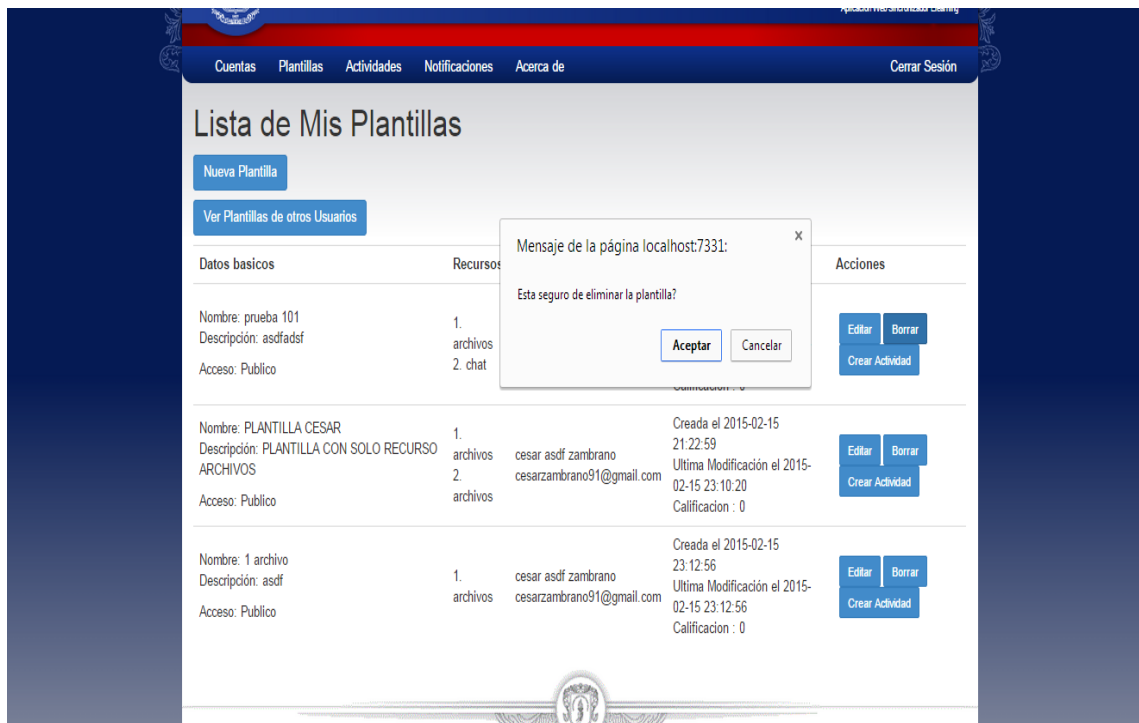 Aplicación Web Sincronizador Elearning
Cuentas Plantillas Actividades Notificaciones Acerca de Cerrar Sesión
Lista de Mis Plantillas
Nueva Plantilla
Ver Plantillas de otros Usuarios
Mensaje de la página localhost:7331:
x
Esta seguro de eliminar la plantilla?
Aceptar Cancelar
Datos basicos Recursos Acciones
Nombre: prueba 101
Descripción: asdfadsf
Acceso: Publico
1.
archivos
2. chat
Calificacion : 0
Editar Borrar
Crear Actividad
Nombre: PLANTILLA CESAR
Descripción: PLANTILLA CON SOLO RECURSO
ARCHIVOS
Acceso: Publico
1.
archivos
2.
archivos
cesar asdf zambrano
cesarzambrano91@gmail.com
Creada el 2015-02-15
21:22:59
Ultima Modificación el 2015-
02-15 23:10:20
Calificacion : 0
Editar Borrar
Crear Actividad
Nombre: 1 archivo
Descripción: asdf
Acceso: Publico
1.
archivos
cesar asdf zambrano
cesarzambrano91@gmail.com
Creada el 2015-02-15
23:12:56
Ultima Modificación el 2015-
02-15 23:12:56
Calificacion : 0
Editar Borrar
Crear Actividad